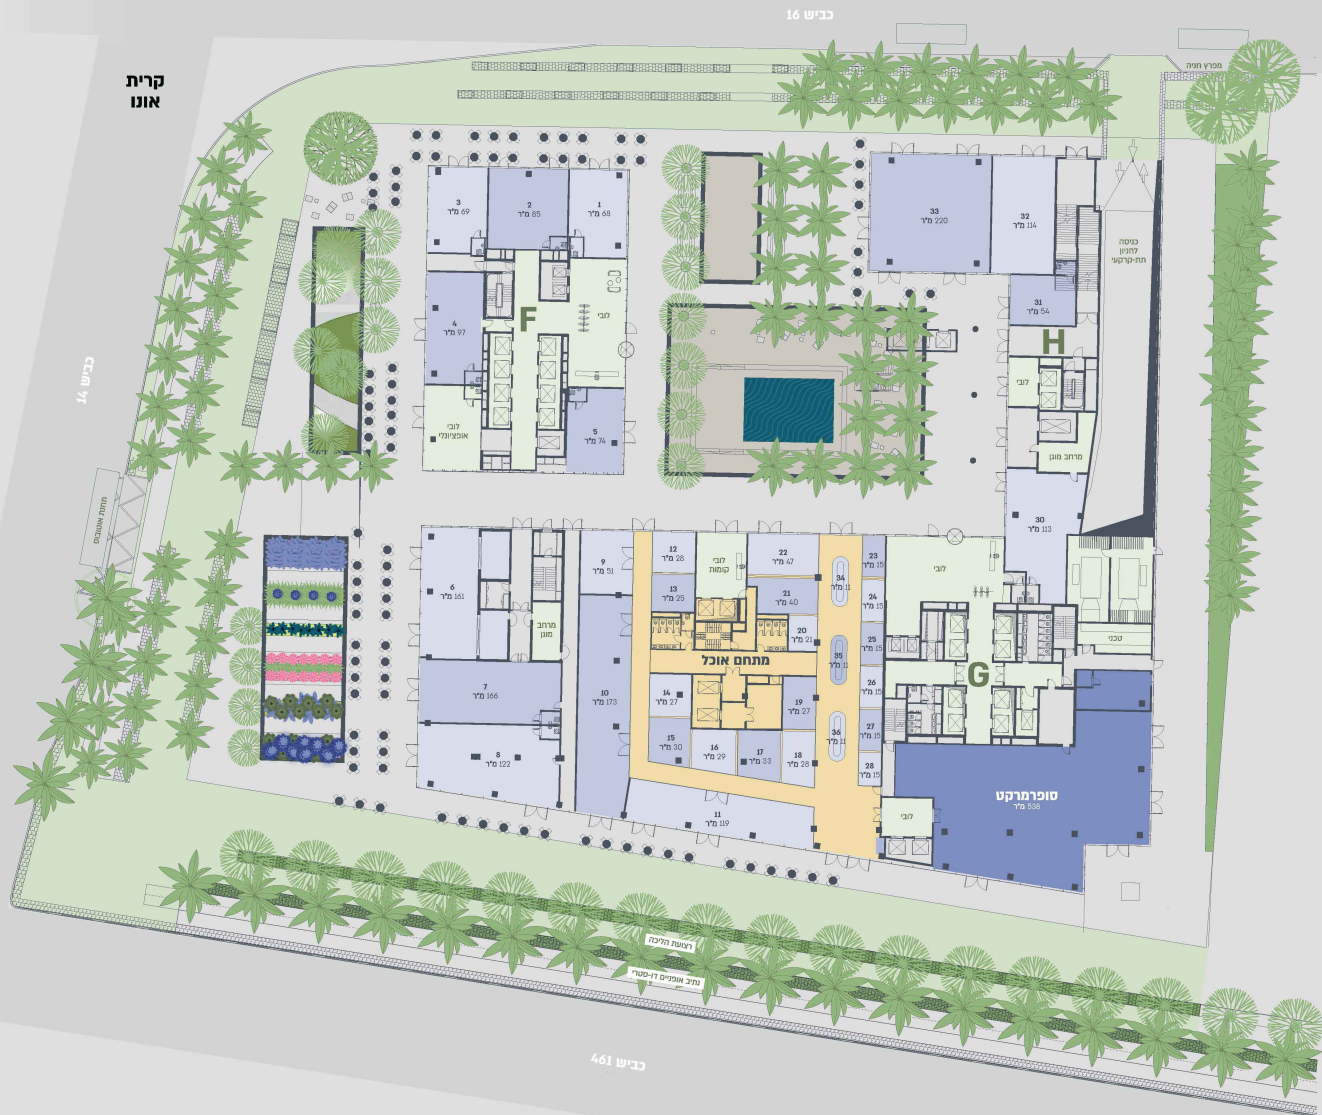 כביש 16
מפרץ חניה
קרית
אונו
כביש 14
תחנת אוטובוס
3
69 מ"ר
2
85 מ"ר
1
68 מ"ר
4
97 מ"ר
F
לובי
לובי
אופציונלי
5
74 מ"ר
33
220 מ"ר
32
114 מ"ר
כניסה
לחניון
תת-קרקעי
31
54 מ"ר
H
לובי
מרחב מוגן
30
113 מ"ר
6
161 מ"ר
מרחב
מוגן
7
166 מ"ר
8
122 מ"ר
9
51 מ"ר
10
173 מ"ר
12
28 מ"ר
13
25 מ"ר
לובי
קומות
22
47 מ"ר
21
40 מ"ר
20
21 מ"ר
מתחם אוכל
14
27 מ"ר
15
30 מ"ר
16
29 מ"ר
17
33 מ"ר
18
28 מ"ר
19
27 מ"ר
11
119 מ"ר
34
11 מ"ר
35
11 מ"ר
36
11 מ"ר
23
15 מ"ר
24
15 מ"ר
25
15 מ"ר
26
15 מ"ר
27
15 מ"ר
28
15 מ"ר
לובי
G
טכני
סופרמרקט
538 מ"ר
לובי
רצועת הליכה
נתיב אופניים דו-סטרי
כביש 461